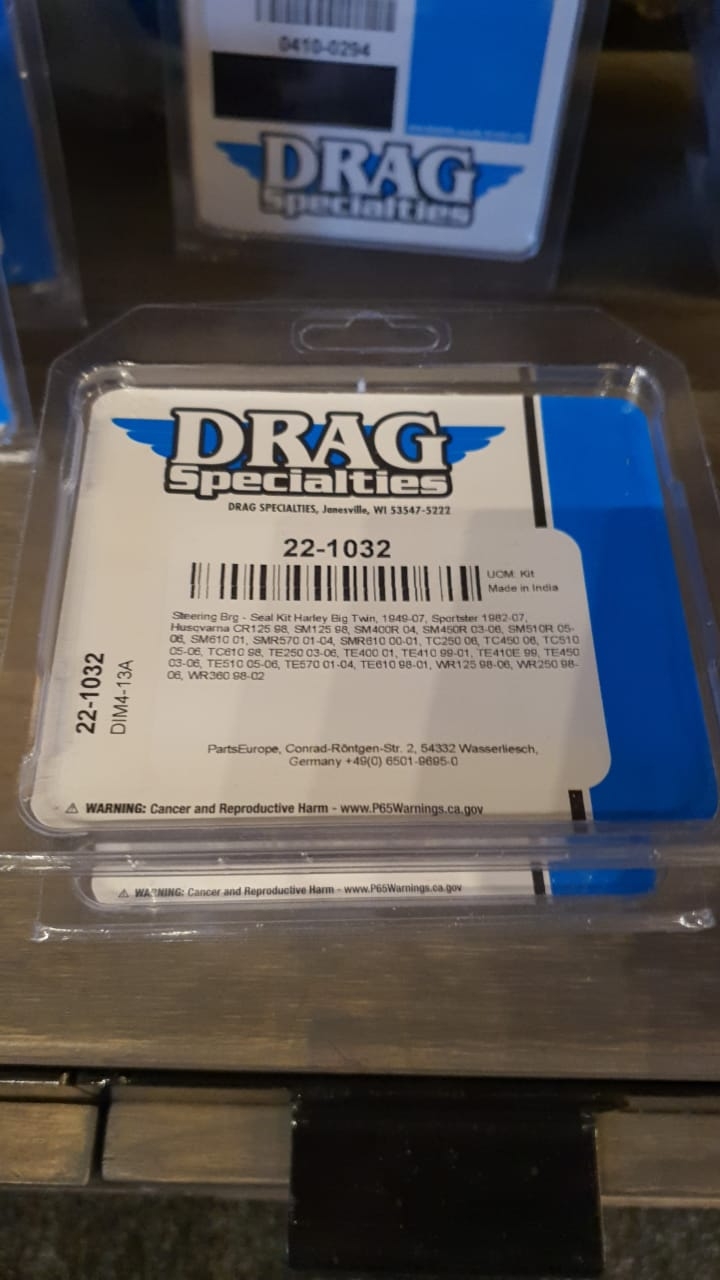 0410-0294
DRAG
Specialties
DRAG
Specialties
DRAG SPECIALTIES, Janesville, WI 53547-5222
22-1032
UOM: Kit
Made in India
Steering Brg - Seal Kit Harley Big Twin, 1949-07, Sportster 1982-07,
Husqvarna CR125 98, SM125 98, SM400R 04, SM450R 03-06, SM510R 05-
06, SM610 01, SMR570 01-04, SMR610 00-01, TC250 06, TC450 06, TC510
05-06, TC610 98, TE250 03-06, TE400 01, TE410 99-01, TE410E 99, TE450
03-06, TE510 05-06, TE570 01-04, TE610 98-01, WR125 98-06, WR250 98-
06, WR360 98-02
22-1032
DIM4-13A
PartsEurope, Conrad-Röntgen-Str. 2, 54332 Wasserliesch,
Germany +49(0) 6501-9695-0
⚠ WARNING: Cancer and Reproductive Harm - www.P65Warnings.ca.gov
⚠ WARNING: Cancer and Reproductive Harm - www.P65Warnings.ca.gov